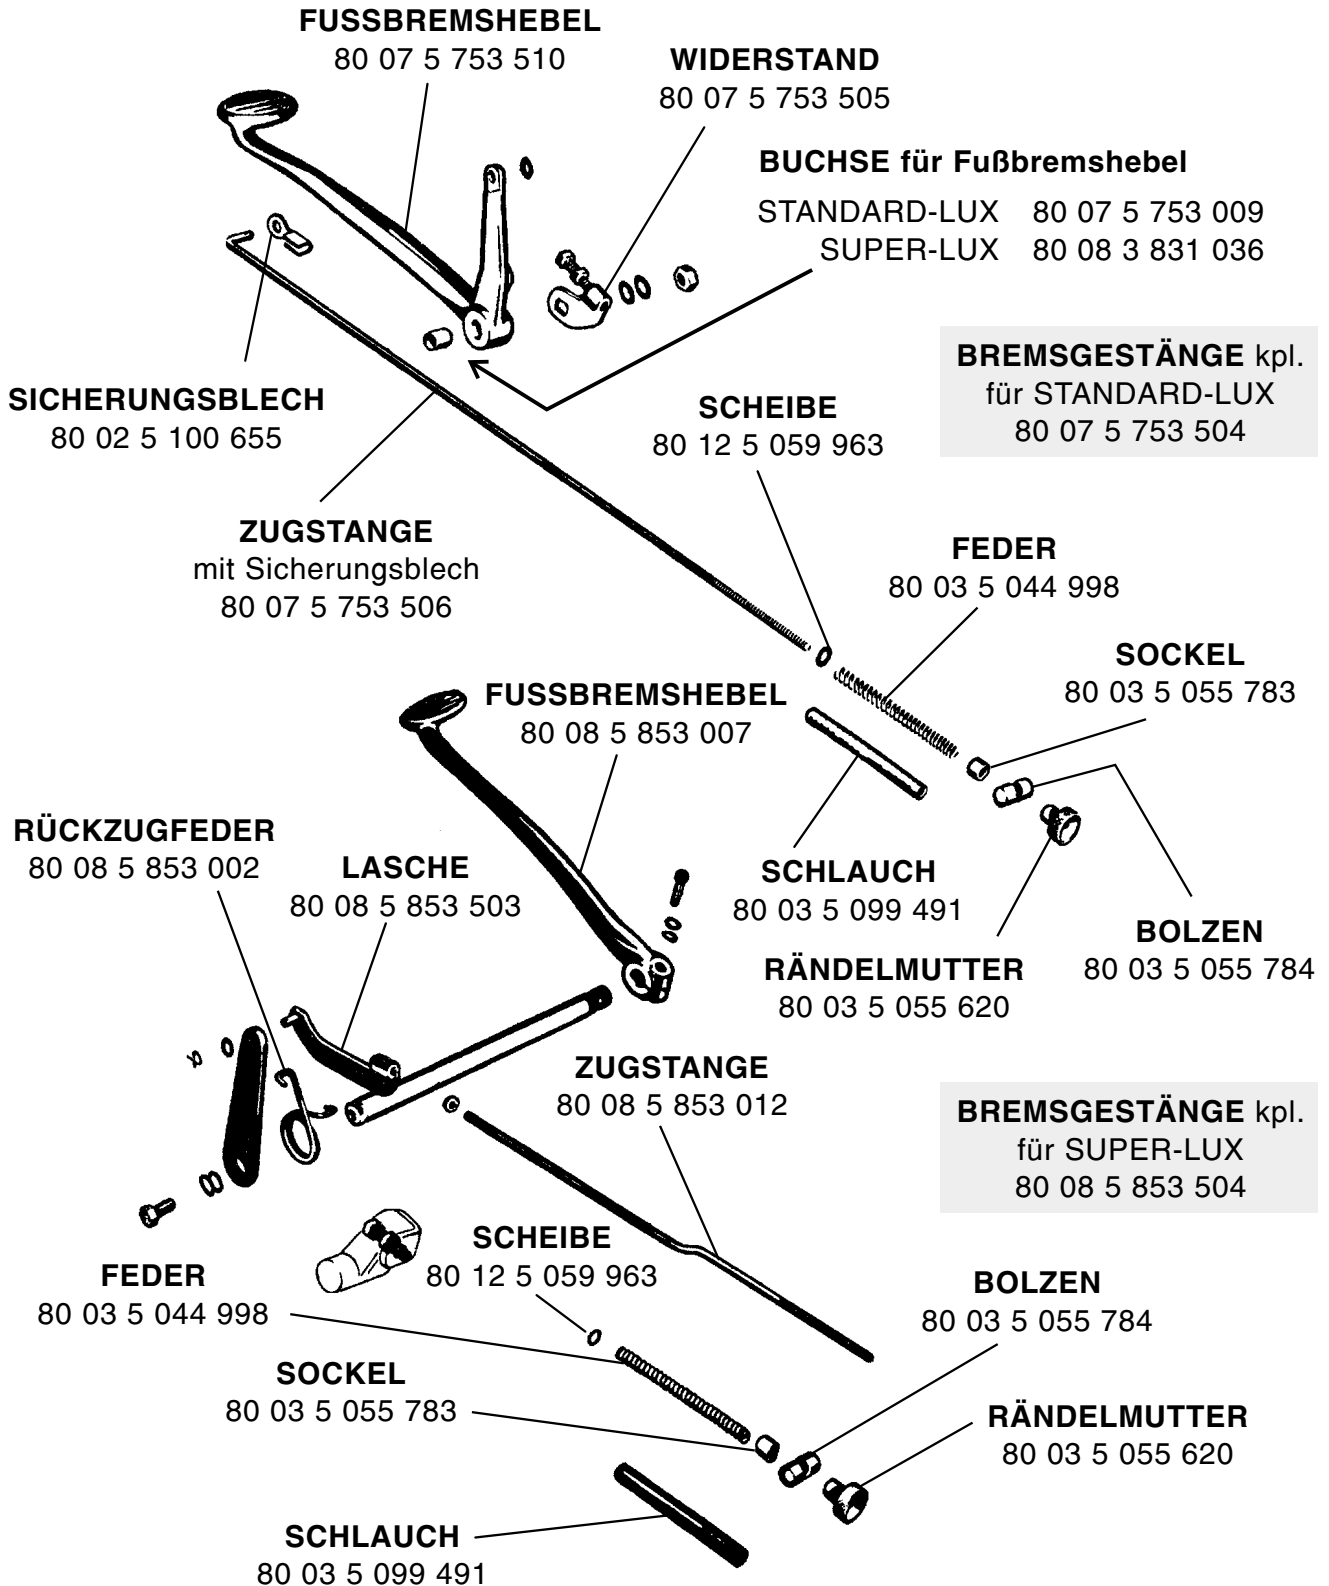 FUSSBREMSHEBEL
80 07 5 753 510
WIDERSTAND
80 07 5 753 505
BUCHSE für Fußbremshebel
STANDARD-LUX 80 07 5 753 009
SUPER-LUX 80 08 3 831 036
BREMSGESTÄNGE kpl.
für STANDARD-LUX
80 07 5 753 504
SICHERUNGSBLECH
80 02 5 100 655
SCHEIBE
80 12 5 059 963
ZUGSTANGE
mit Sicherungsblech
80 07 5 753 506
FEDER
80 03 5 044 998
SOCKEL
80 03 5 055 783
FUSSBREMSHEBEL
80 08 5 853 007
RÜCKZUGFEDER
80 08 5 853 002
LASCHE
80 08 5 853 503
SCHLAUCH
80 03 5 099 491
BOLZEN
80 03 5 055 784
RÄNDELMUTTER
80 03 5 055 620
ZUGSTANGE
80 08 5 853 012
BREMSGESTÄNGE kpl.
für SUPER-LUX
80 08 5 853 504
SCHEIBE
80 12 5 059 963
FEDER
80 03 5 044 998
BOLZEN
80 03 5 055 784
SOCKEL
80 03 5 055 783
RÄNDELMUTTER
80 03 5 055 620
SCHLAUCH
80 03 5 099 491